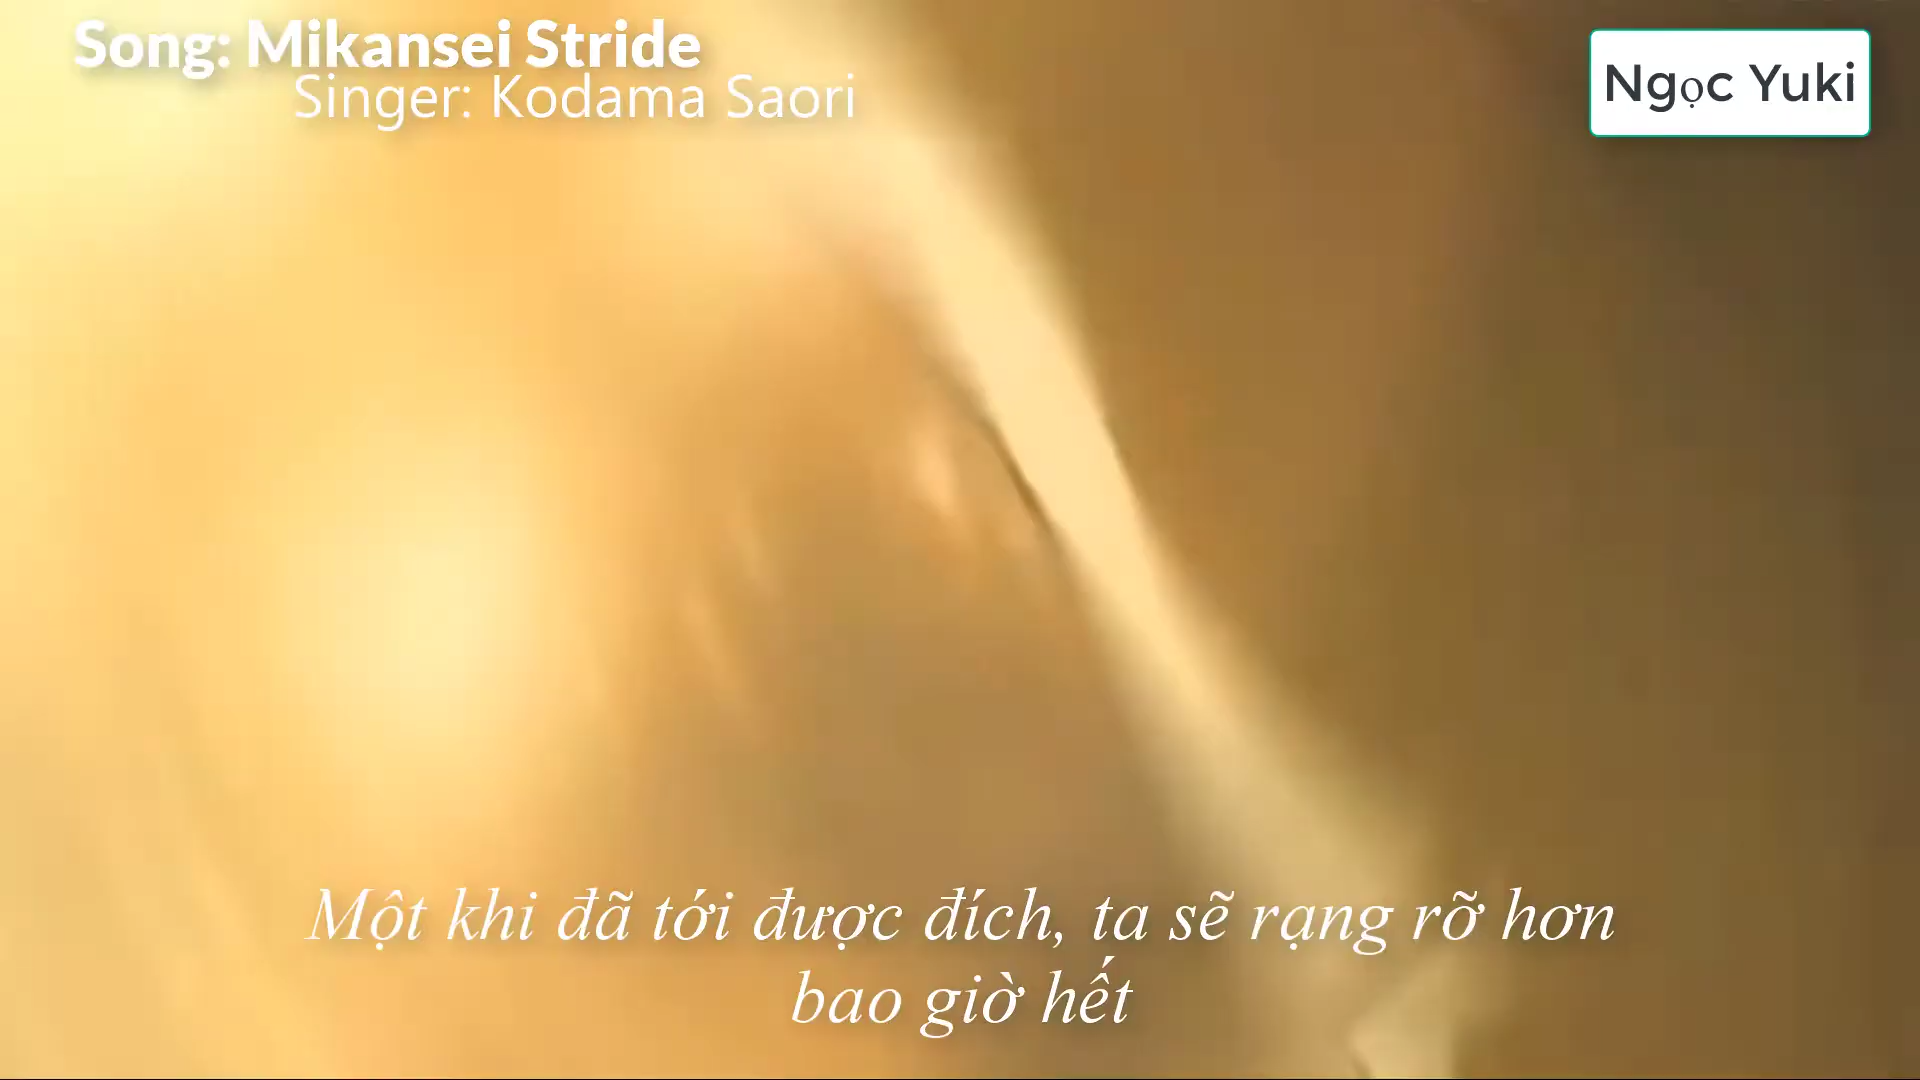 Song: Mikansei Stride
Singer: Kodama Saori
Ngọc Yuki
Một khi đã tới được đích, ta sẽ rạng rỡ hơn
bao giờ hết